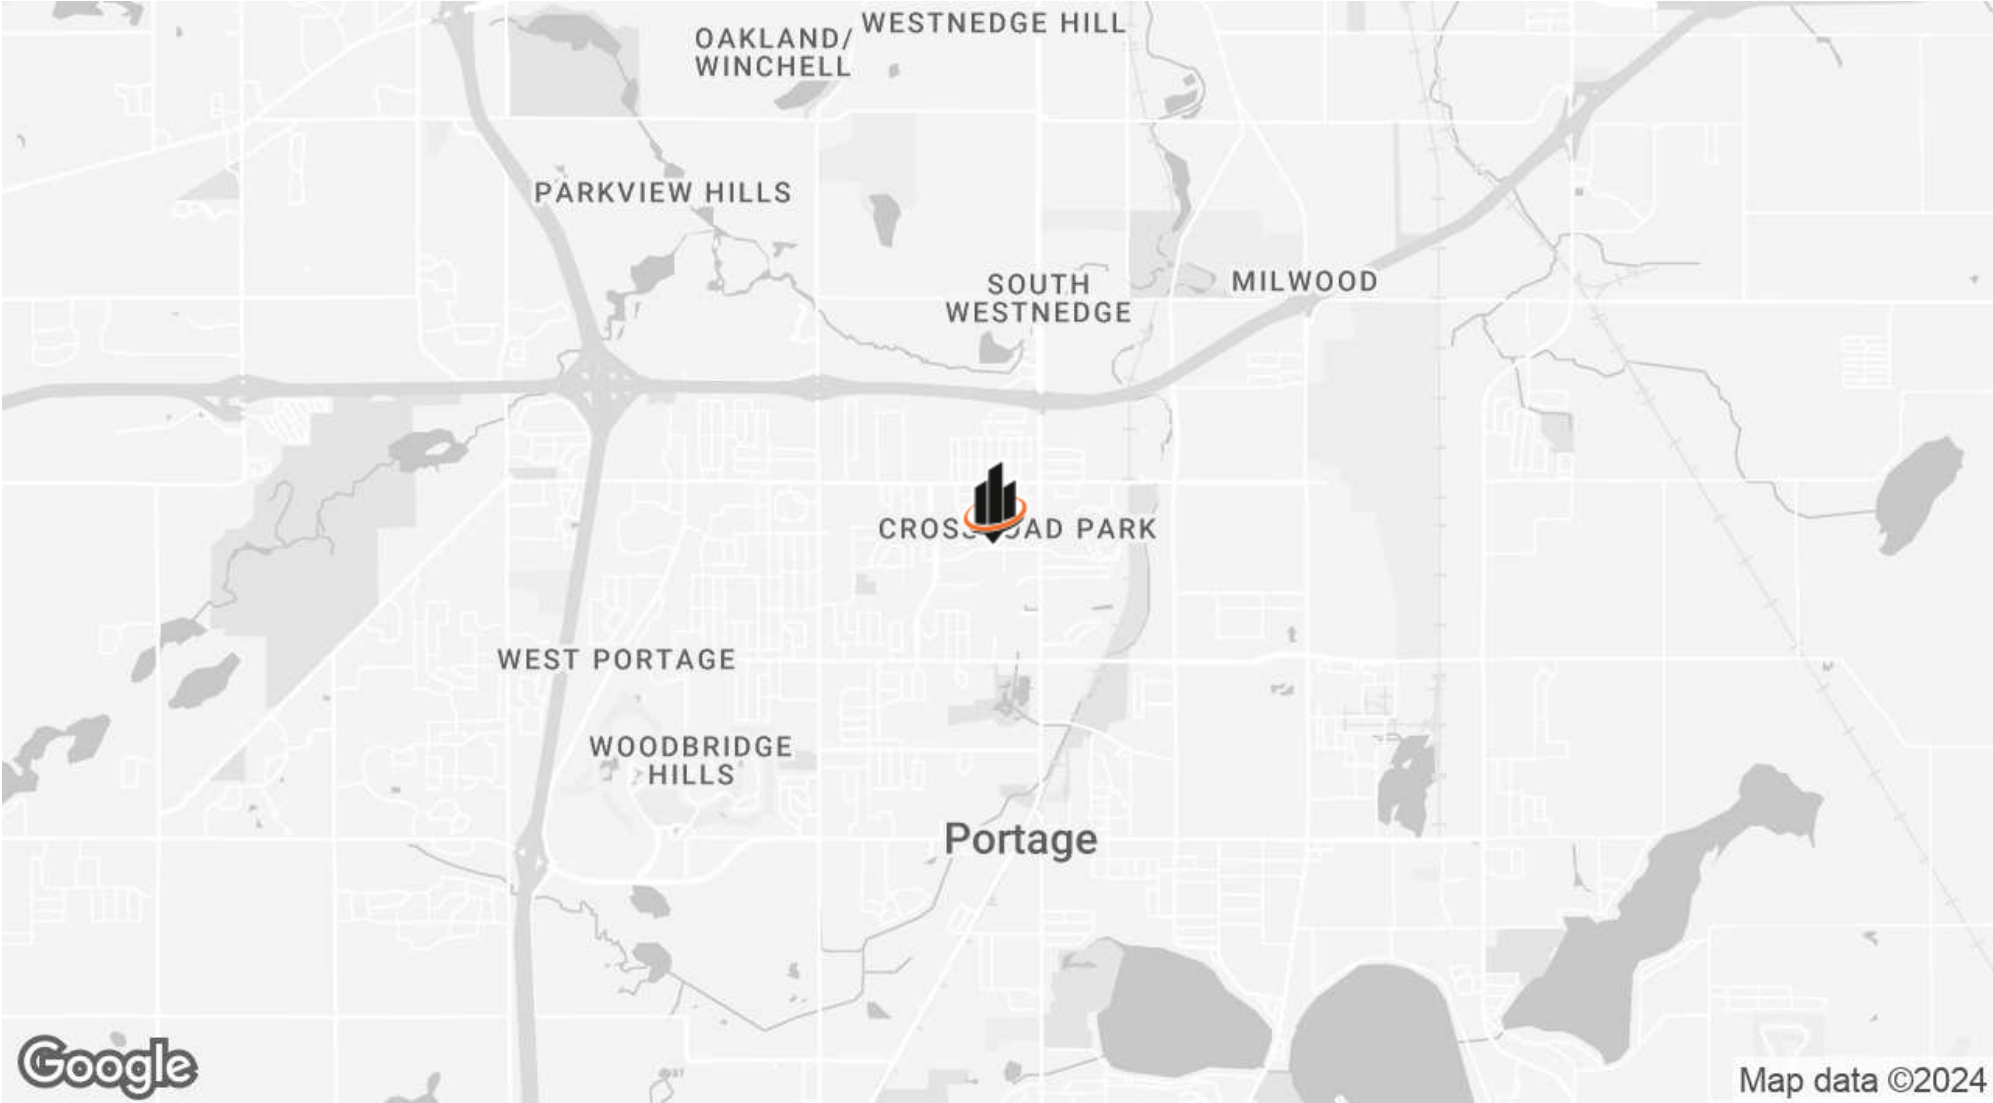 WESTNEDGE HILL
OAKLAND/
WINCHELL
PARKVIEW HILLS
SOUTH
WESTNEDGE
MILWOOD
CROSS
AD PARK
WEST PORTAGE
WOODBRIDGE
HILLS
Portage
Google
Map data ©2024